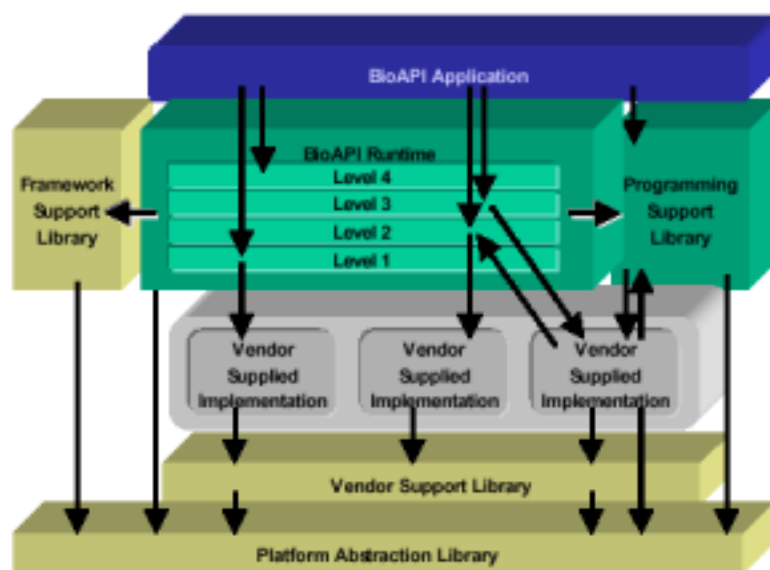 BioAPI Application
BioAPI Runtime
Level 4
Level 3
Level 2
Level 1
Framework
Support
Library
Programming
Support
Library
Vendor
Supplied
Implementation
Vendor
Supplied
Implementation
Vendor
Supplied
Implementation
Vendor Support Library
Platform Abstraction Library